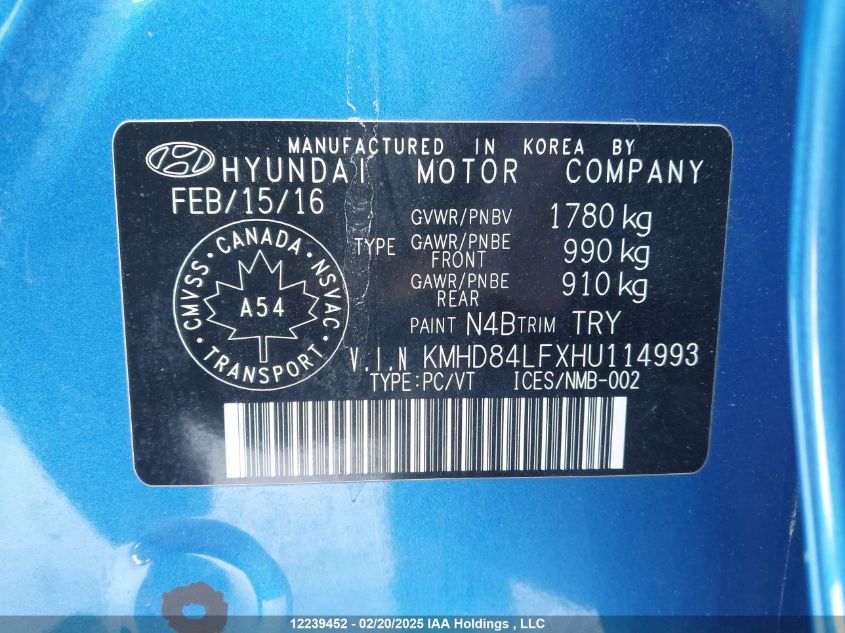 MANUFACTURED IN KOREA BY
HYUNDAI MOTOR COMPANY
FEB/15/16
GVWR/PNBV 1780 kg
TYPE GAWR/PNBE FRONT 990 kg
GAWR/PNBE REAR 910 kg
CMVSS · CANADA · NSVAC
A54
TRANSPORT
PAINT N4B TRIM TRY
V.I.N KMHD84LFXHU114993
TYPE:PC/VT ICES/NMB-002
12239452 - 02/20/2025 IAA Holdings , LLC